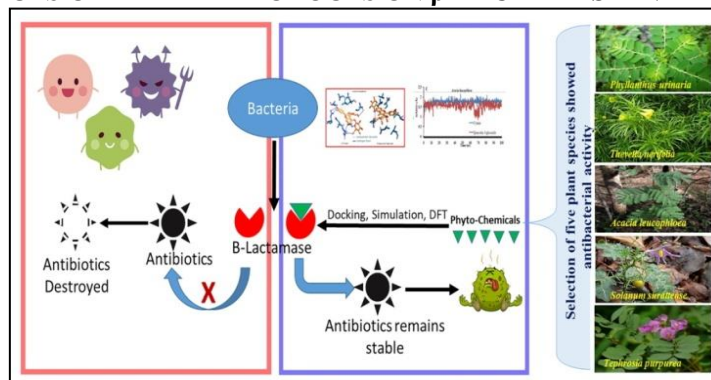 Bacteria
Docking, Simulation, DFT
Phyto-Chemicals
B-Lactamase
Antibiotics
Destroyed
Antibiotics
X
Antibiotics remains
stable
Selection of five plant species showed
antibacterial activity
Phyllanthus urinaria
Thevetia nerifolia
Acacia leucophloea
Solanum surattense
Tephrosia purpurea